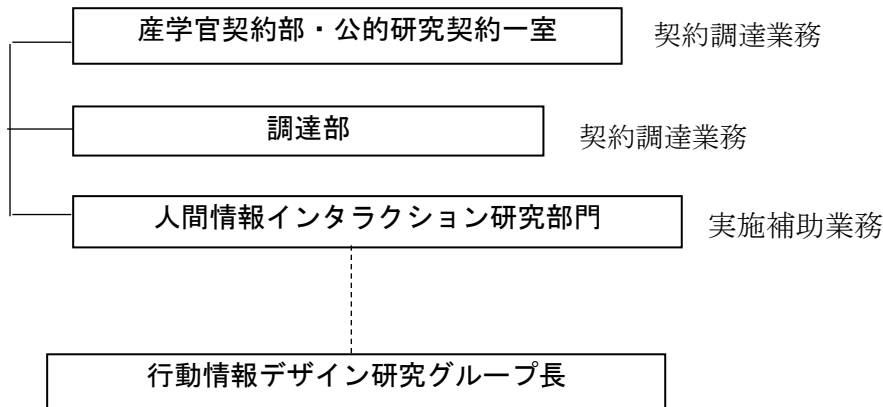 産学官契約部・公的研究契約一室 契約調達業務
調達部 契約調達業務
人間情報インタラクション研究部門 実施補助業務
行動情報デザイン研究グループ長